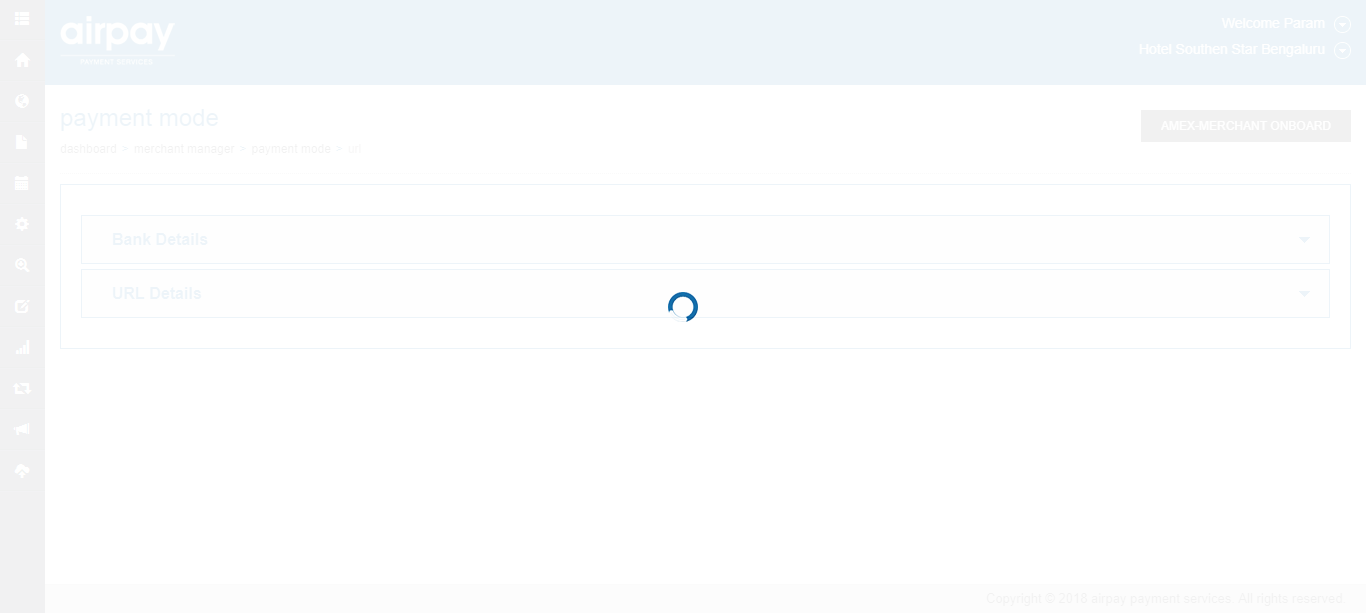 airpay
PAYMENT SERVICES
Welcome Param
Hotel Southen Star Bengaluru
payment mode
AMEX-MERCHANT ONBOARD
dashboard > merchant manager > payment mode > url
Bank Details
URL Details
Copyright © 2018 airpay payment services. All rights reserved.